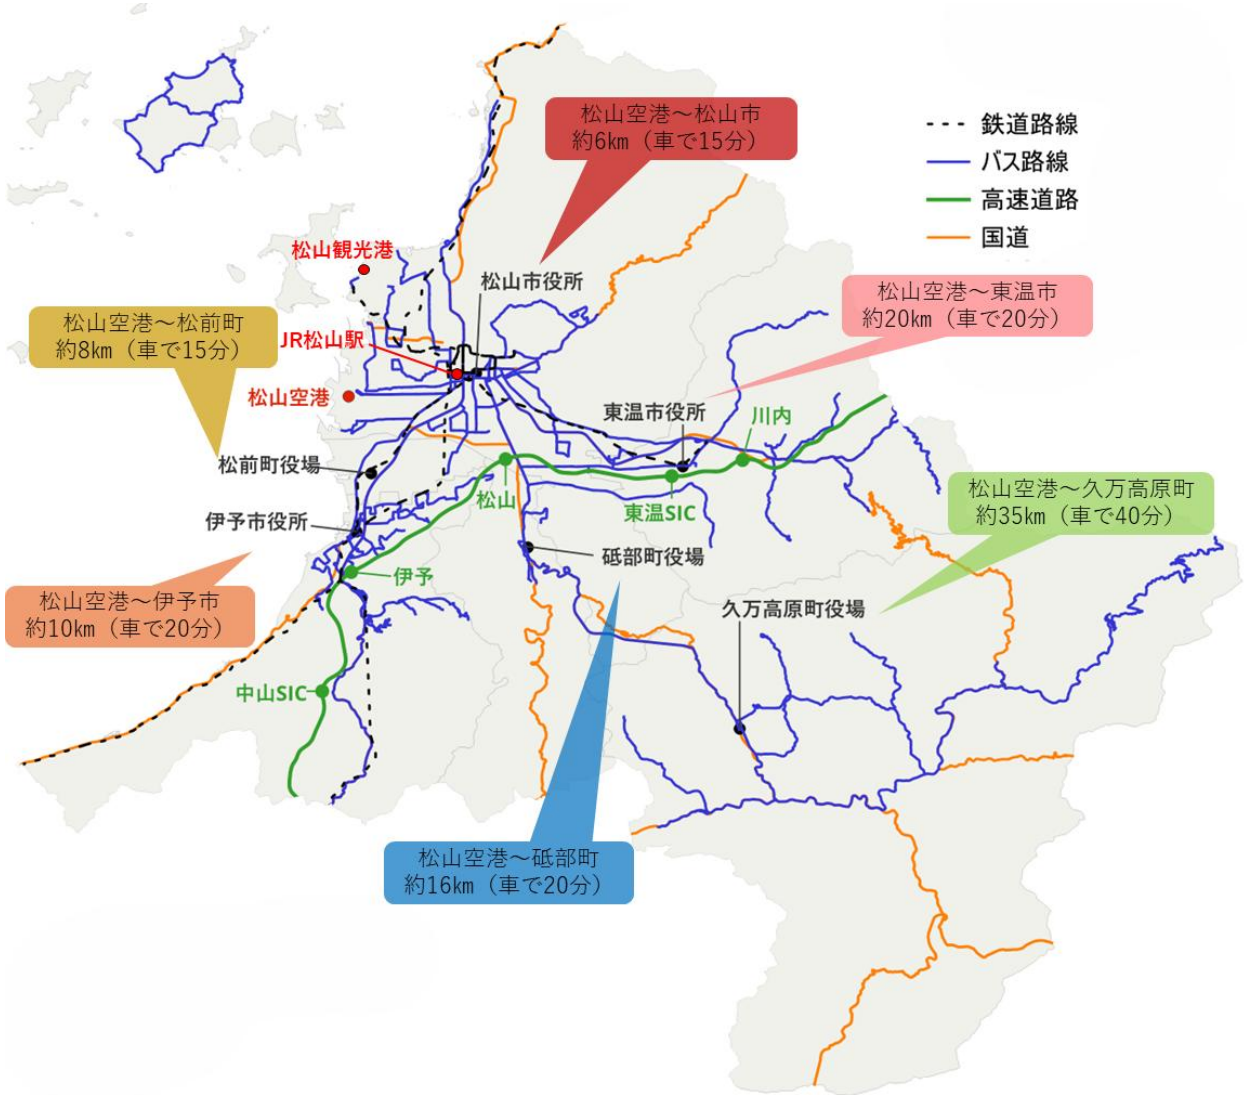 松山空港～松山市
約6㎞（車で15分）
鉄道路線
バス路線
高速道路
国道
松山観光港
松山市役所
松山空港～東温市
約20㎞（車で20分）
松山空港～松前町
約8㎞（車で15分）
JR松山駅
松山空港
東温市役所
川内
松前町役場
松山
東温SIC
松山空港～久万高原町
約35㎞（車で40分）
伊予市役所
砥部町役場
伊予
松山空港～伊予市
約10㎞（車で20分）
久万高原町役場
中山SIC
松山空港～砥部町
約16㎞（車で20分）